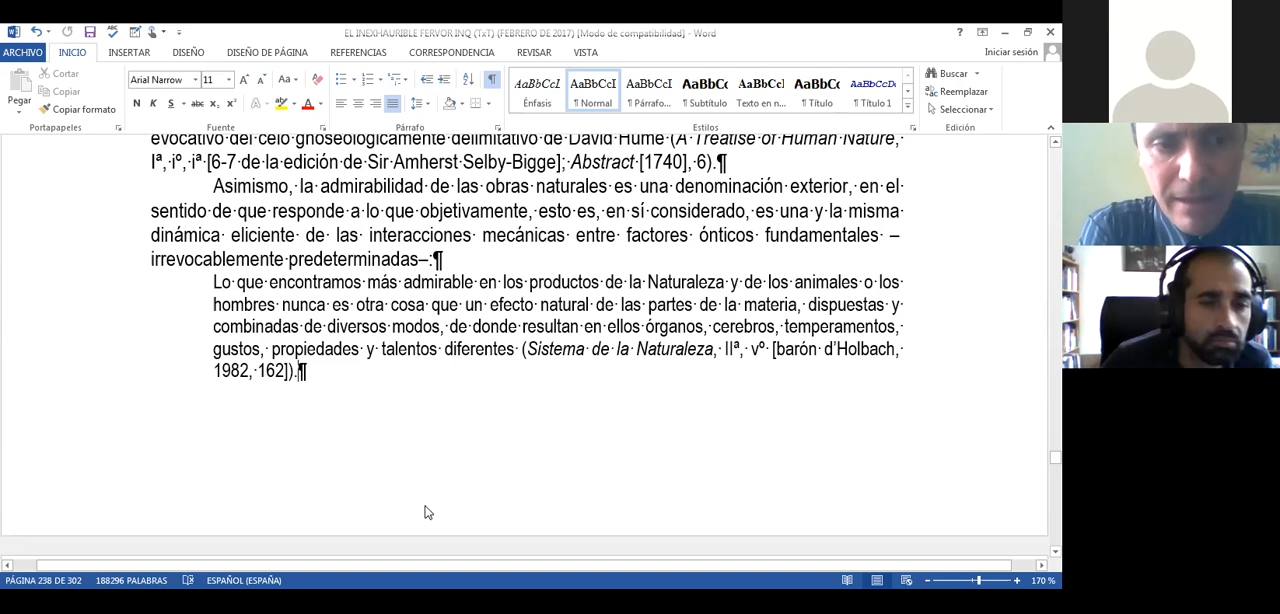 EL INEXHAURIBLE FERVOR INQ (TxT) (FEBRERO DE 2017) [Modo de compatibilidad] - Word
ARCHIVO INICIO INSERTAR DISEÑO DISEÑO DE PÁGINA REFERENCIAS CORRESPONDENCIA REVISAR VISTA Iniciar sesión
Pegar
Cortar
Copiar
Copiar formato
Portapapeles
Arial Narrow 11
N K S abc x₂ x²
Fuente
Párrafo
AaBbCcI AaBbCcI AaBbCcI AaBbCc AaBbCcI AaBbCc AaBbCcDc
Énfasis ¶ Normal ¶ Párrafo... ¶ Subtítulo Texto en n... ¶ Título ¶ Título 1
Estilos
Buscar
Reemplazar
Seleccionar
Edición
evocativo del celo gnoseológicamente delimitativo de David Hume (A Treatise of Human Nature,
Iª, iº, iª [6-7 de la edición de Sir Amherst Selby-Bigge]; Abstract [1740], 6).¶
Asimismo, la admirabilidad de las obras naturales es una denominación exterior, en el
sentido de que responde a lo que objetivamente, esto es, en sí considerado, es una y la misma
dinámica eliciente de las interacciones mecánicas entre factores ónticos fundamentales –
irrevocablemente predeterminadas–:¶
Lo que encontramos más admirable en los productos de la Naturaleza y de los animales o los
hombres nunca es otra cosa que un efecto natural de las partes de la materia, dispuestas y
combinadas de diversos modos, de donde resultan en ellos órganos, cerebros, temperamentos,
gustos, propiedades y talentos diferentes (Sistema de la Naturaleza, IIª, vº [barón d’Holbach,
1982, 162]).¶
PÁGINA 238 DE 302 188296 PALABRAS ESPAÑOL (ESPAÑA) 170 %